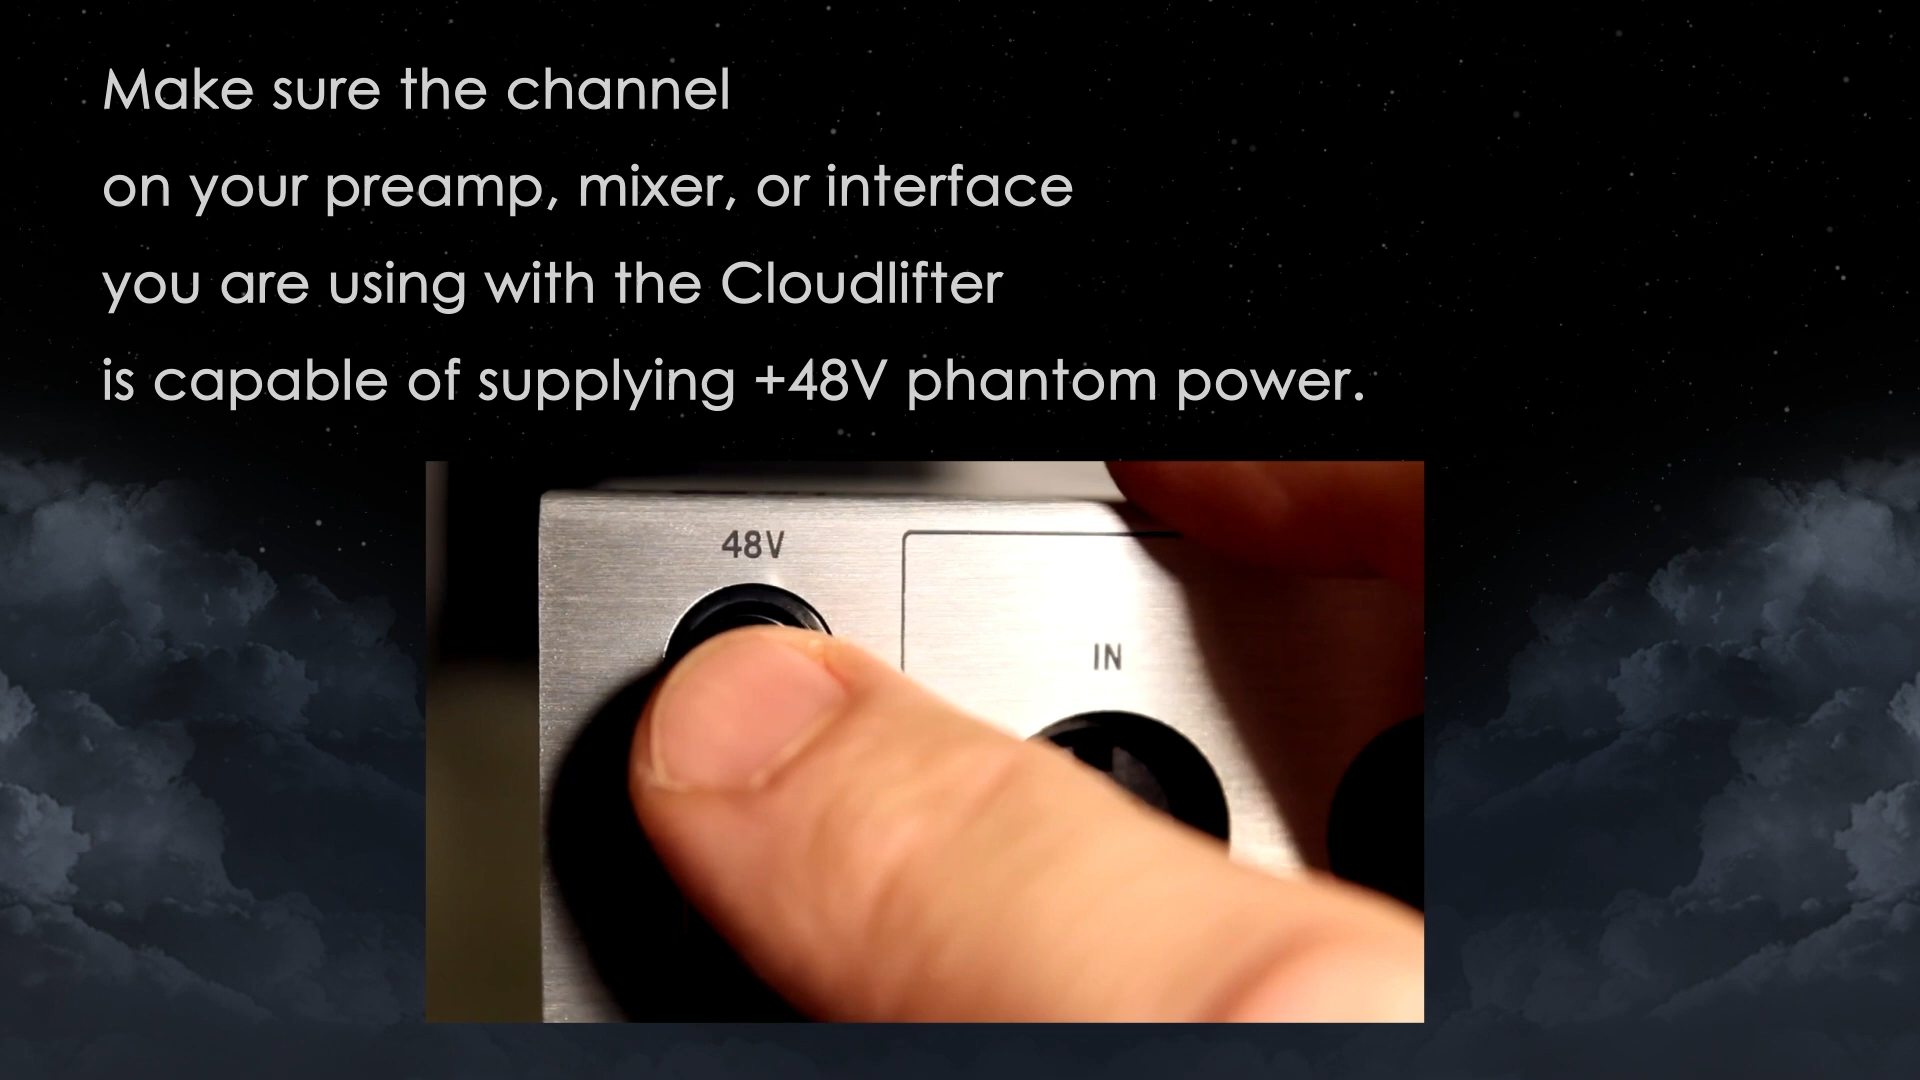 Make sure the channel
on your preamp, mixer, or interface
you are using with the Cloudlifter
is capable of supplying +48V phantom power.
48V
IN